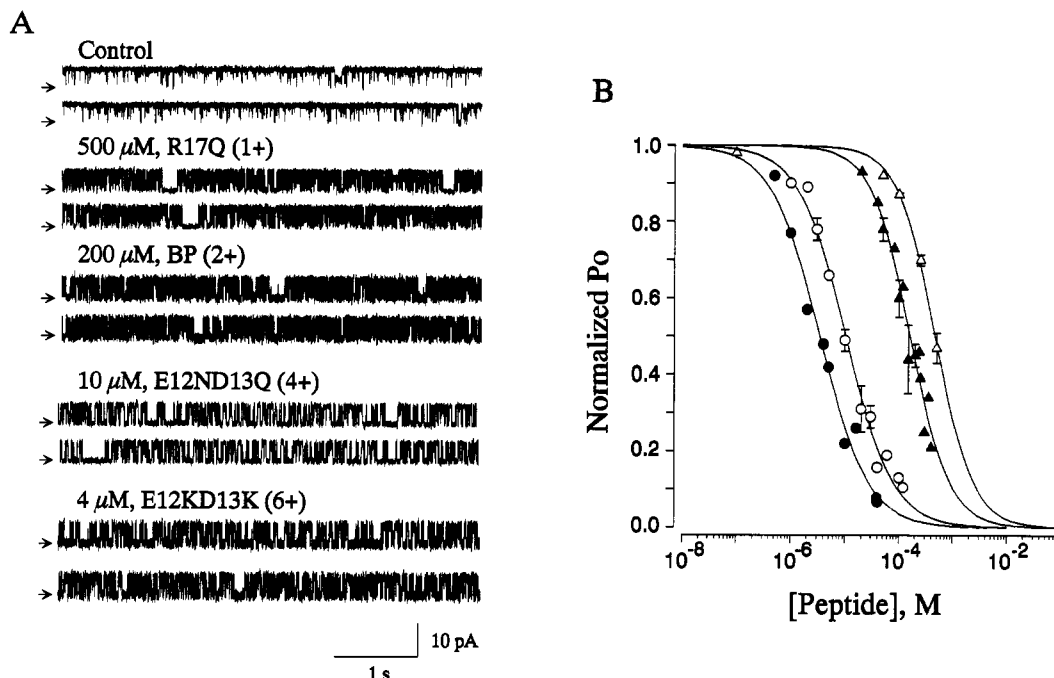 A
Control
500 μM, R17Q (1+)
200 μM, BP (2+)
10 μM, E12ND13Q (4+)
4 μM, E12KD13K (6+)
10 pA
1 s
B
Normalized Po
1.0
0.8
0.6
0.4
0.2
0.0
10-8
10-6
10-4
10-2
[Peptide], M